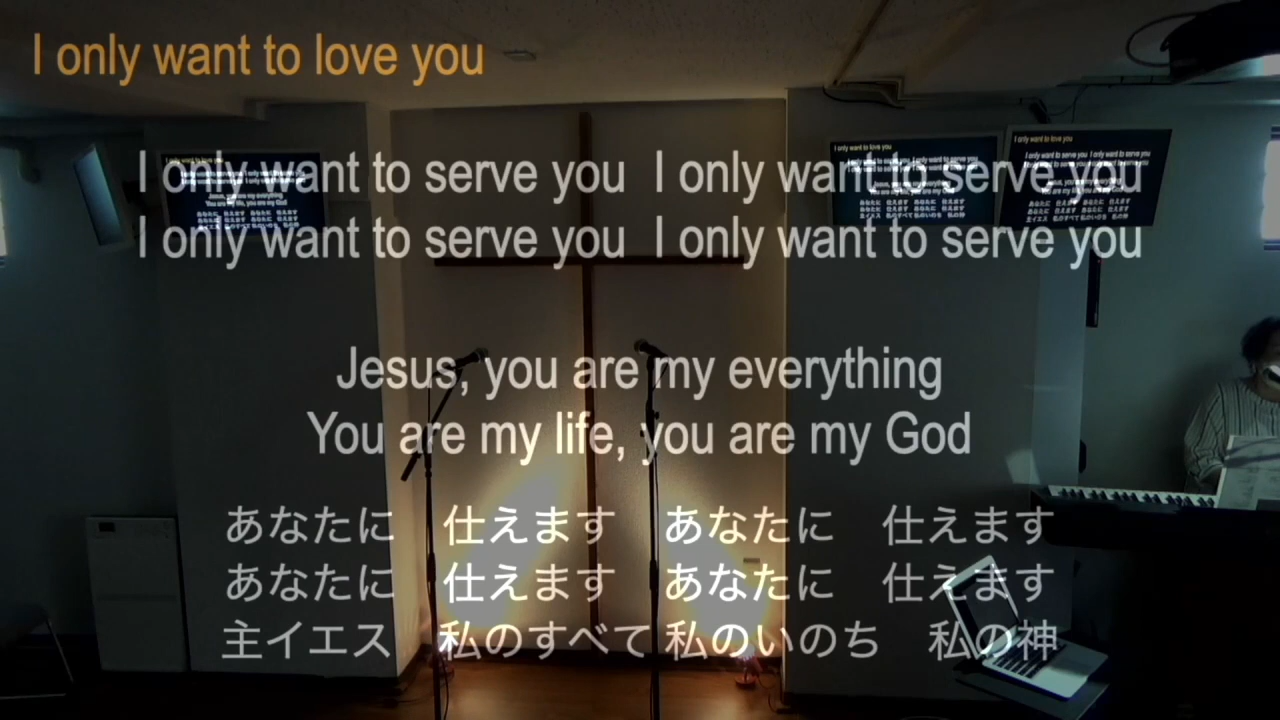 I only want to love you
I only want to serve you I only want to serve you
I only want to serve you I only want to serve you
Jesus, you are my everything
You are my life, you are my God
あなたに　仕えます　あなたに　仕えます
あなたに　仕えます　あなたに　仕えます
主イエス　私のすべて 私のいのち　私の神